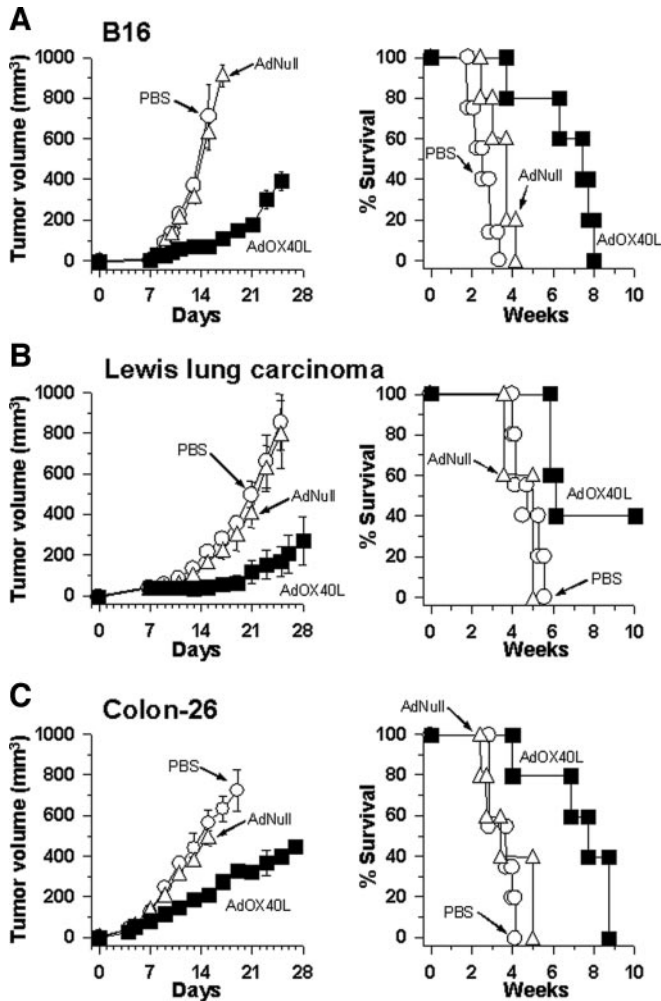 A
B16
Tumor volume (mm³)
1000
800
600
400
200
0
PBS
AdNull
AdOX40L
0 7 14 21 28
Days
% Survival
100
80
60
40
20
0
PBS
AdNull
AdOX40L
0 2 4 6 8 10
Weeks
B
Lewis lung carcinoma
Tumor volume (mm³)
1000
800
600
400
200
0
PBS
AdNull
AdOX40L
0 7 14 21 28
Days
% Survival
100
80
60
40
20
0
AdNull
AdOX40L
PBS
0 2 4 6 8 10
Weeks
C
Colon-26
Tumor volume (mm³)
1000
800
600
400
200
0
PBS
AdNull
AdOX40L
0 7 14 21 28
Days
% Survival
100
80
60
40
20
0
AdNull
AdOX40L
PBS
0 2 4 6 8 10
Weeks